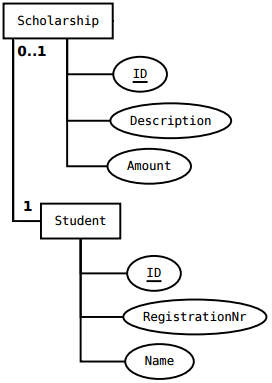 Scholarship
0..1
ID
Description
Amount
1
Student
ID
RegistrationNr
Name